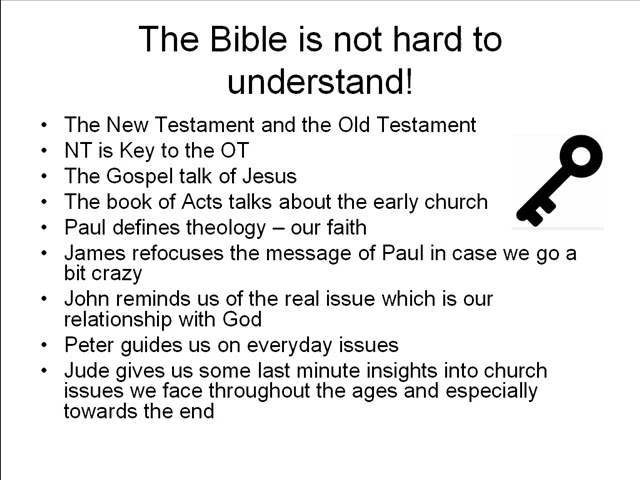 The Bible is not hard to
understand!
• The New Testament and the Old Testament
• NT is Key to the OT
• The Gospel talk of Jesus
• The book of Acts talks about the early church
• Paul defines theology – our faith
• James refocuses the message of Paul in case we go a
bit crazy
• John reminds us of the real issue which is our
relationship with God
• Peter guides us on everyday issues
• Jude gives us some last minute insights into church
issues we face throughout the ages and especially
towards the end